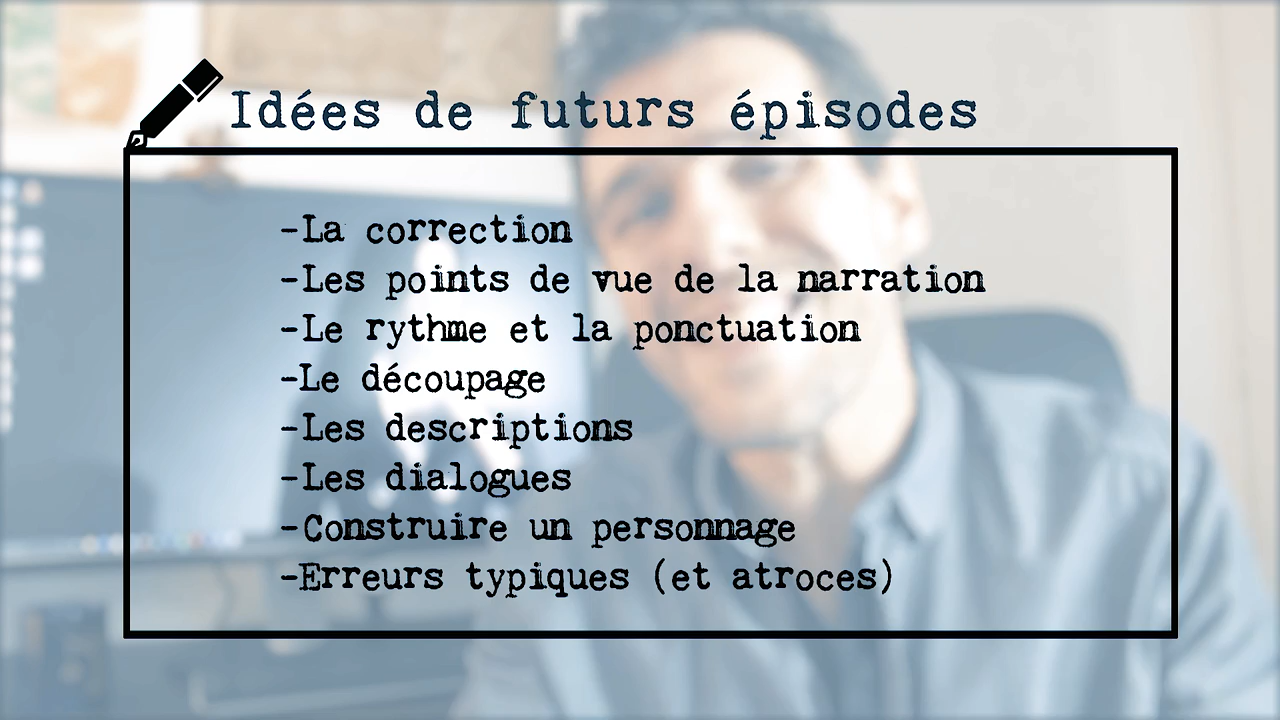 Idées de futurs épisodes
-La correction
-Les points de vue de la narration
-Le rythme et la ponctuation
-Le découpage
-Les descriptions
-Les dialogues
-Construire un personnage
-Erreurs typiques (et atroces)